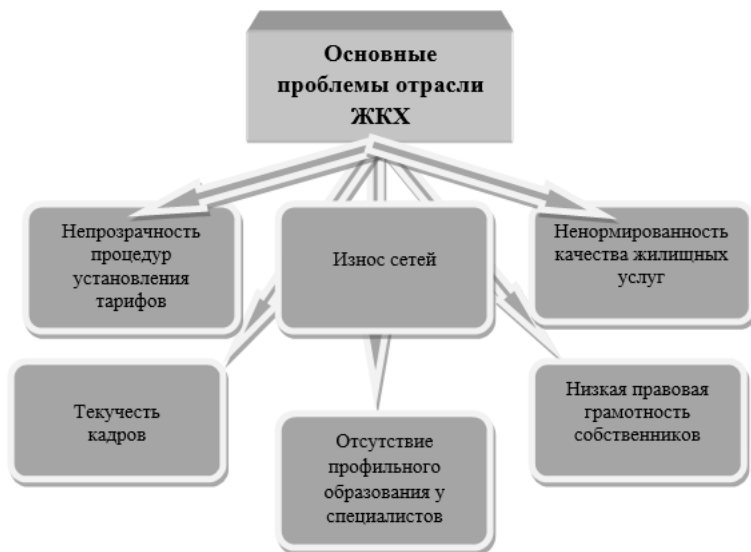 Основные
проблемы отрасли
ЖКХ
Непрозрачность
процедур
установления
тарифов
Износ сетей
Ненормированность
качества жилищных
услуг
Текучесть
кадров
Отсутствие
профильного
образования у
специалистов
Низкая правовая
грамотность
собственников